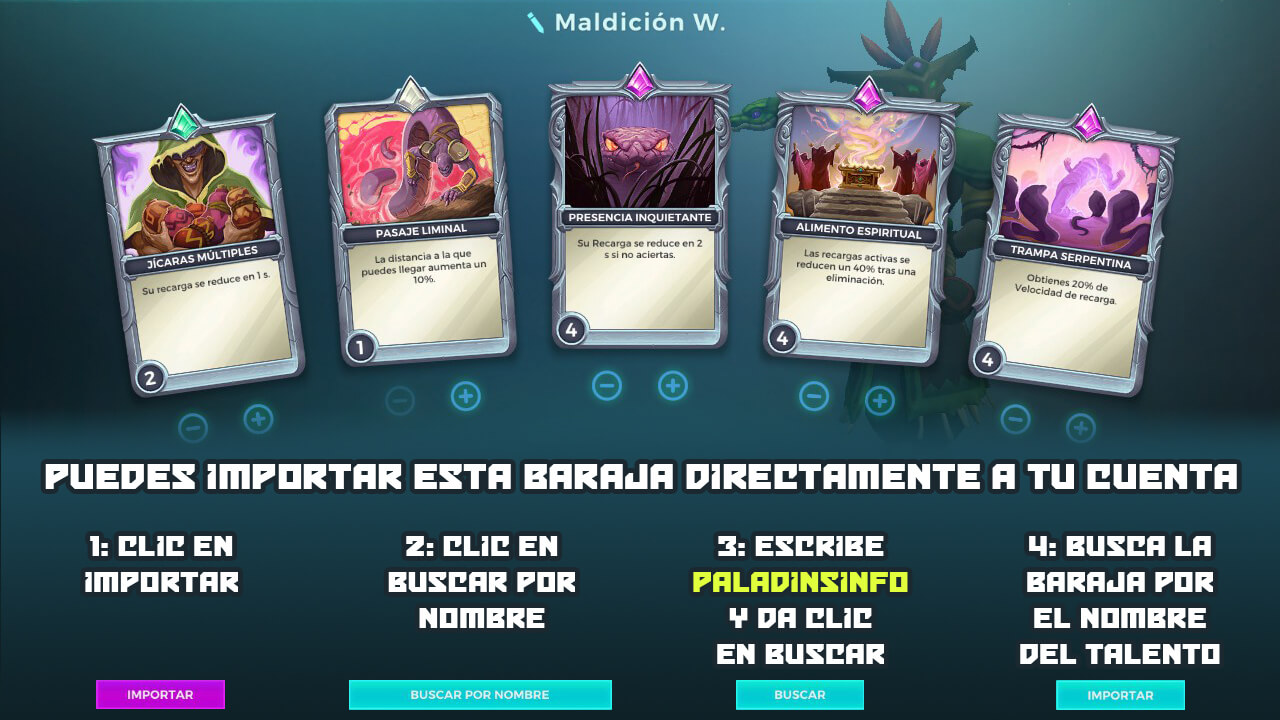 Maldición W.
JÍCARAS MÚLTIPLES
Su recarga se reduce en 1 s.
2
PASAJE LIMINAL
La distancia a la que
puedes llegar aumenta un
10%.
1
PRESENCIA INQUIETANTE
Su Recarga se reduce en 2
s si no aciertas.
4
ALIMENTO ESPIRITUAL
Las recargas activas se
reducen un 40% tras una
eliminación.
4
TRAMPA SERPENTINA
Obtienes 20% de
Velocidad de recarga.
4
PUEDES IMPORTAR ESTA BARAJA DIRECTAMENTE A TU CUENTA
1: CLIC EN
IMPORTAR
IMPORTAR
2: CLIC EN
BUSCAR POR
NOMBRE
BUSCAR POR NOMBRE
3: ESCRIBE
PALADINSINFO
Y DA CLIC
EN BUSCAR
BUSCAR
4: BUSCA LA
BARAJA POR
EL NOMBRE
DEL TALENTO
IMPORTAR